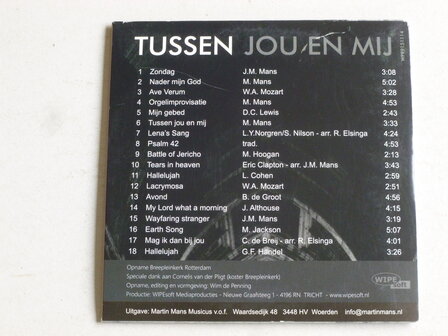 TUSSEN JOU EN MIJ
1 Zondag J.M. Mans 3:08
2 Nader mijn God M. Mans 5:02
3 Ave Verum W.A. Mozart 3:28
4 Orgelimprovisatie M. Mans 4:53
5 Mijn gebed D.C. Lewis 2:43
6 Tussen jou en mij M. Mans 3:33
7 Lena's Sang L.Y.Norgren/S. Nilson - arr. R. Elsinga 4:24
8 Psalm 42 trad. 4:53
9 Battle of Jericho M. Hoogan 2:13
10 Tears in heaven Eric Clapton - arr. J.M. Mans 3:43
11 Hallelujah L. Cohen 2:59
12 Lacrymosa W.A. Mozart 2:51
13 Avond B. de Groot 5:56
14 My Lord what a morning J. Althouse 4:15
15 Wayfaring stranger J.M. Mans 3:19
16 Earth Song M. Jackson 5:07
17 Mag ik dan bij jou C. de Breij - arr. R. Elsinga 5:01
18 Hallelujah G.F. Händel 3:26
Opname Breepleinkerk Rotterdam
Speciale dank aan Cornelis van der Pligt (koster Breepleinkerk)
Opname, editing en vormgeving: Wim de Penning
Productie: WIPEsoft Mediaproducties - Nieuwe Graafsteeg 1 - 4196 RN TRICHT - www.wipesoft.nl
WIPE
soft
Uitgave: Martin Mans Musicus v.o.f. Waardsedijk 48 3448 HV Woerden info@martinmans.nl